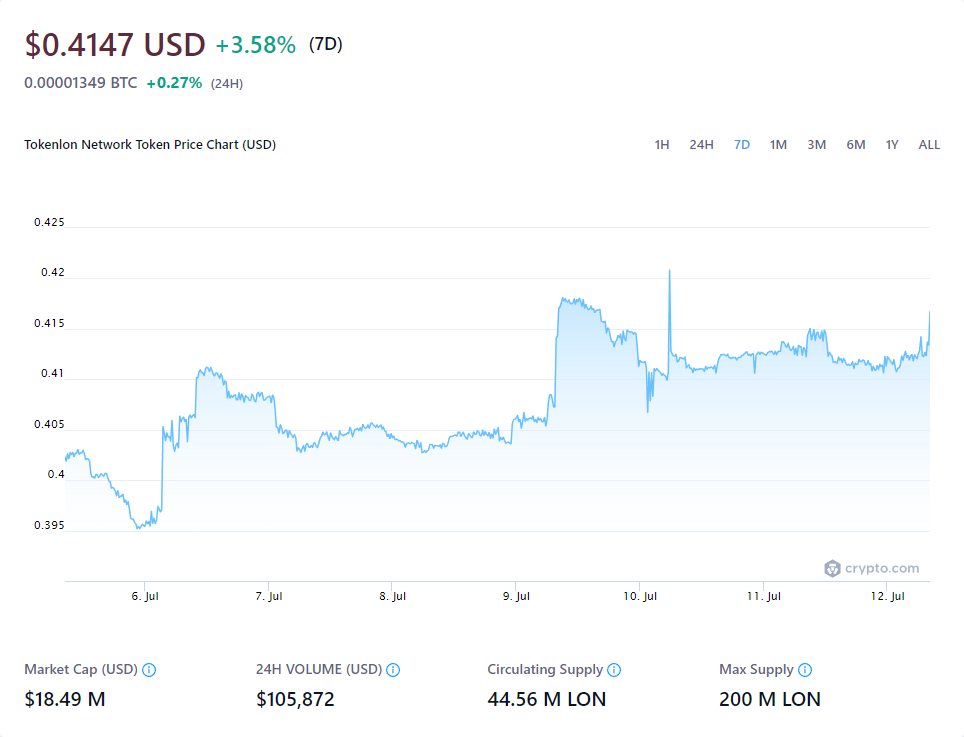 $0.4147 USD +3.58% (7D)
0.00001349 BTC +0.27% (24H)
Tokenlon Network Token Price Chart (USD)
1H 24H 7D 1M 3M 6M 1Y ALL
0.425
0.42
0.415
0.41
0.405
0.4
0.395
crypto.com
6. Jul 7. Jul 8. Jul 9. Jul 10. Jul 11. Jul 12. Jul
Market Cap (USD) 24H VOLUME (USD) Circulating Supply Max Supply
$18.49 M $105,872 44.56 M LON 200 M LON